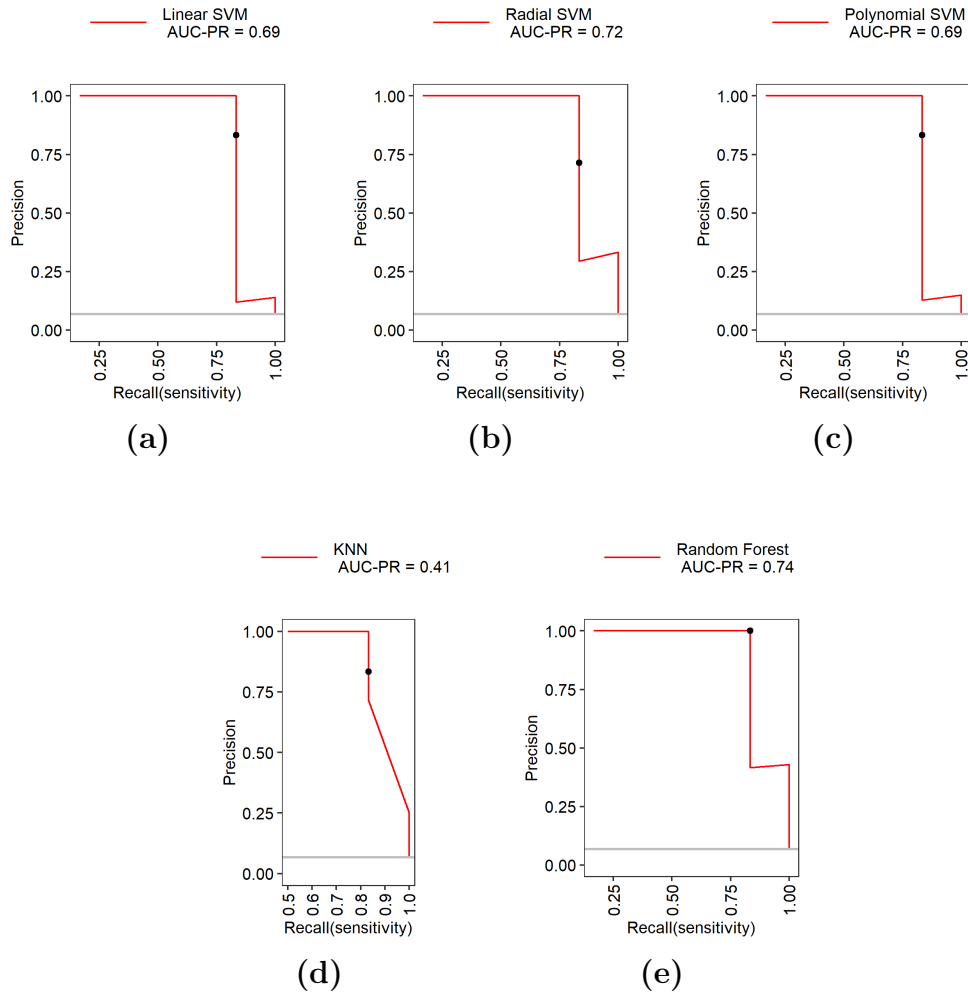 Linear SVM
AUC-PR = 0.69
Radial SVM
AUC-PR = 0.72
Polynomial SVM
AUC-PR = 0.69
1.00
0.75
0.50
0.25
0.00
Precision
0.25
0.50
0.75
1.00
Recall(sensitivity)
(a)
1.00
0.75
0.50
0.25
0.00
Precision
0.25
0.50
0.75
1.00
Recall(sensitivity)
(b)
1.00
0.75
0.50
0.25
0.00
Precision
0.25
0.50
0.75
1.00
Recall(sensitivity)
(c)
KNN
AUC-PR = 0.41
Random Forest
AUC-PR = 0.74
1.00
0.75
0.50
0.25
0.00
Precision
0.5
0.6
0.7
0.8
0.9
1.0
Recall(sensitivity)
(d)
1.00
0.75
0.50
0.25
0.00
Precision
0.25
0.50
0.75
1.00
Recall(sensitivity)
(e)